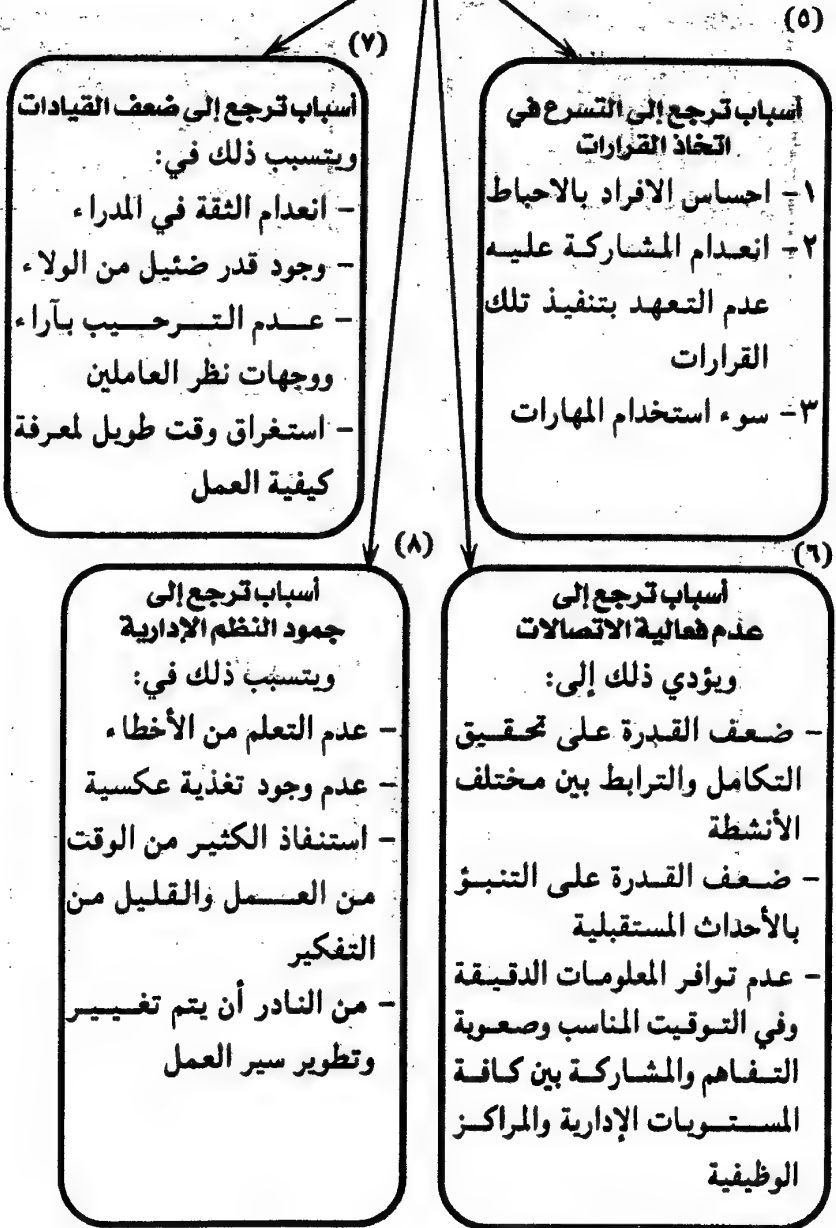 (٥)
أسباب ترجع إلى التسرع في
اتخاذ القرارات
١- احساس الافراد بالاحباط
٢- انعدام المشاركة عليه
عدم التعهد بتنفيذ تلك
القرارات
٣- سوء استخدام المهارات
(٦)
أسباب ترجع إلى
عدم فعالية الاتصالات
ويؤدي ذلك إلى:
- ضعف القدرة على تحقيق
التكامل والترابط بين مختلف
الأنشطة
- ضعف القدرة على التنبؤ
بالأحداث المستقبلية
- عدم توافر المعلومات الدقيقة
وفي التوقيت المناسب وصعوبة
التفاهم والمشاركة بين كافة
المستويات الإدارية والمراكز
الوظيفية
(٧)
أسباب ترجع إلى ضعف القيادات
ويتسبب ذلك في:
- انعدام الثقة في المدراء
- وجود قدر ضئيل من الولاء
- عدم الترحيب بآراء
ووجهات نظر العاملين
- استغراق وقت طويل لمعرفة
كيفية العمل
(٨)
أسباب ترجع إلى
جمود النظم الإدارية
ويتسبب ذلك في:
- عدم التعلم من الأخطاء
- عدم وجود تغذية عكسية
- استنفاذ الكثير من الوقت
من العمل والقليل من
التفكير
- من النادر أن يتم تغيير
وتطوير سير العمل